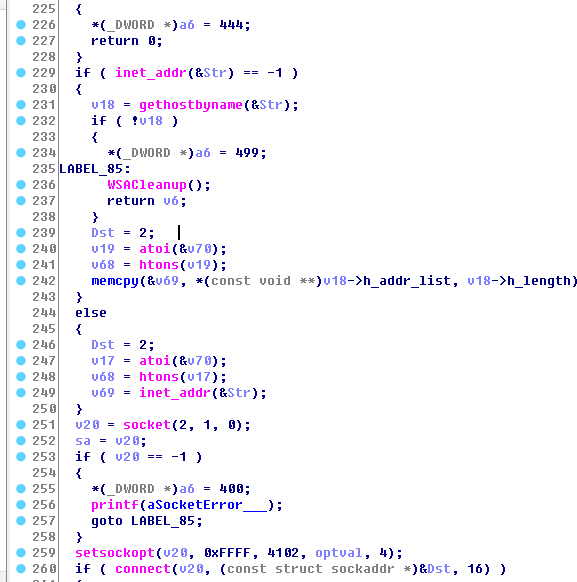 225 {
226 *(_DWORD *)a6 = 444;
227 return 0;
228 }
229 if ( inet_addr(&Str) == -1 )
230 {
231 v18 = gethostbyname(&Str);
232 if ( !v18 )
233 {
234 *(_DWORD *)a6 = 499;
235 LABEL_85:
236 WSACleanup();
237 return v6;
238 }
239 Dst = 2;
240 v19 = atoi(&v70);
241 v68 = htons(v19);
242 memcpy(&v69, *(const void **)v18->h_addr_list, v18->h_length)
243 }
244 else
245 {
246 Dst = 2;
247 v17 = atoi(&v70);
248 v68 = htons(v17);
249 v69 = inet_addr(&Str);
250 }
251 v20 = socket(2, 1, 0);
252 sa = v20;
253 if ( v20 == -1 )
254 {
255 *(_DWORD *)a6 = 400;
256 printf(aSocketError___);
257 goto LABEL_85;
258 }
259 setsockopt(v20, 0xFFFF, 4102, optval, 4);
260 if ( connect(v20, (const struct sockaddr *)&Dst, 16) )